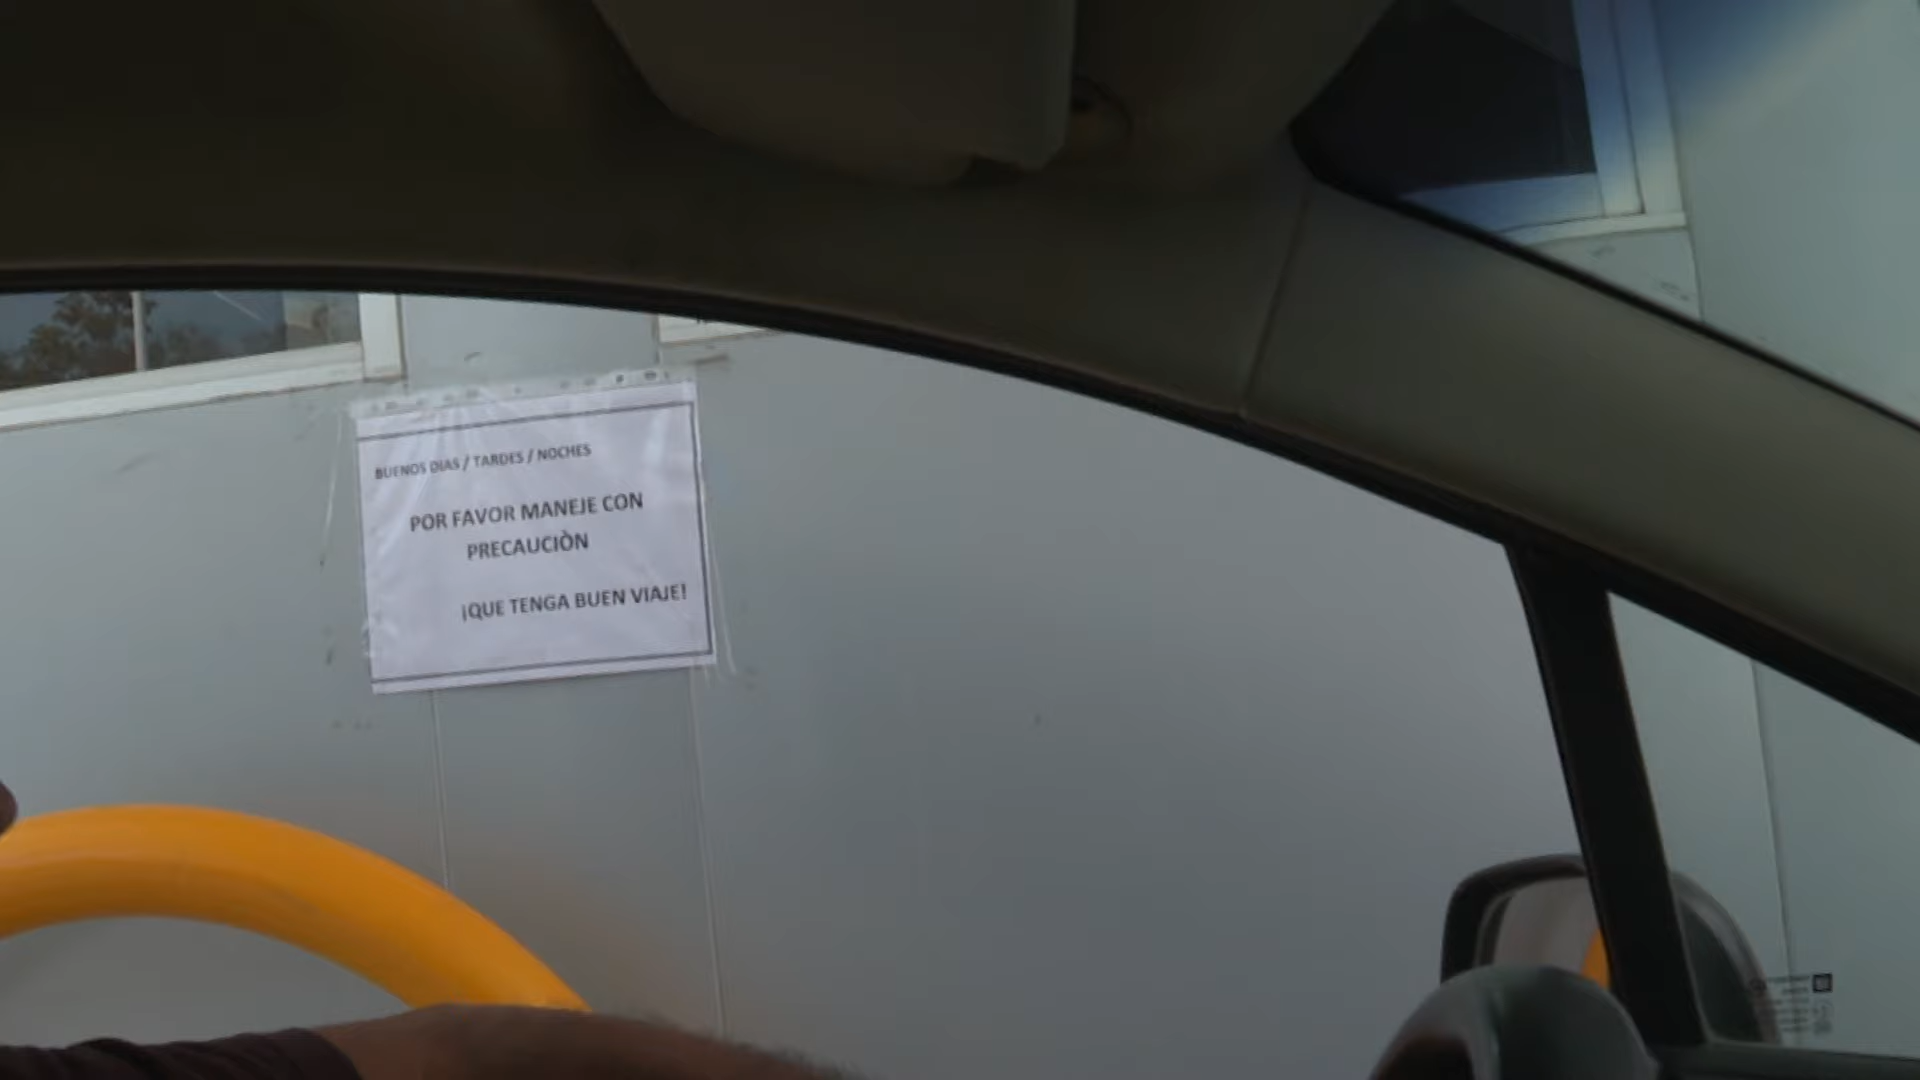 BUENOS DIAS / TARDES / NOCHES
POR FAVOR MANEJE CON
PRECAUCIÒN
¡QUE TENGA BUEN VIAJE!